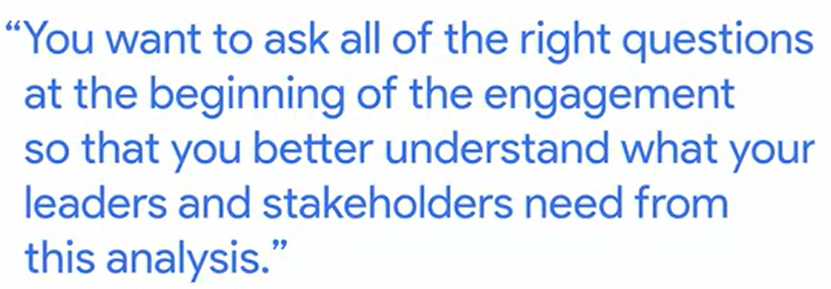 “You want to ask all of the right questions
at the beginning of the engagement
so that you better understand what your
leaders and stakeholders need from
this analysis.”